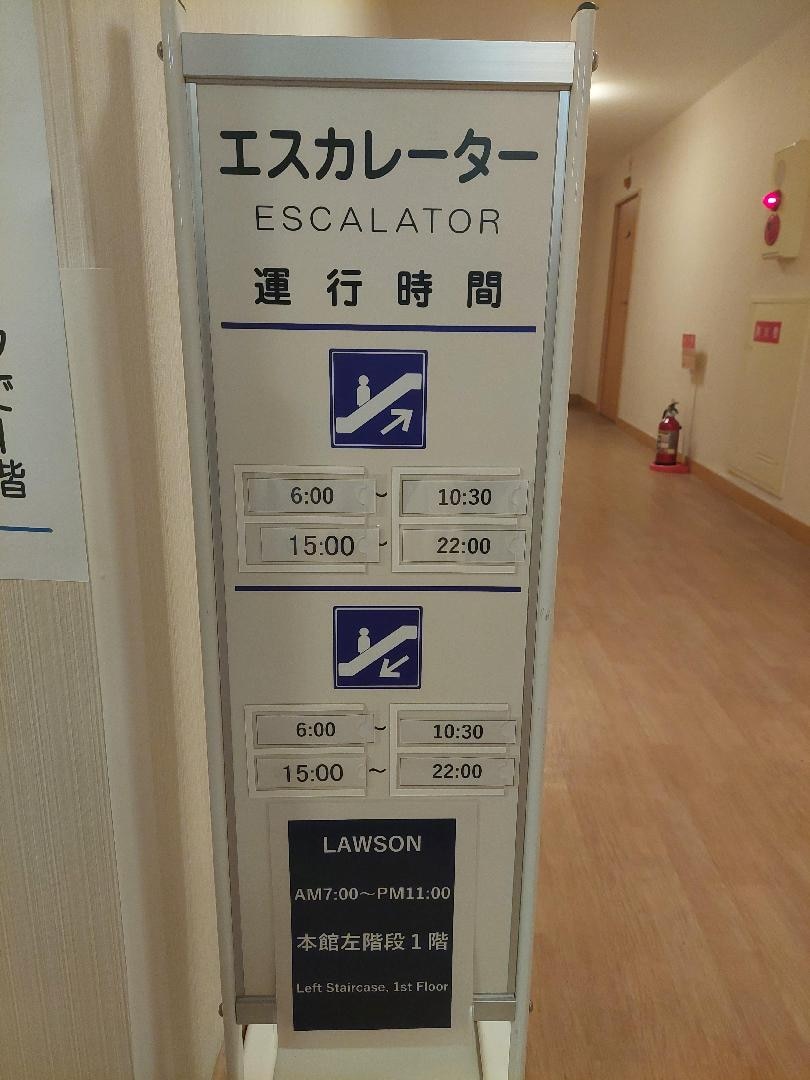 エスカレーター
ESCALATOR
運行時間
6:00 ~ 10:30
15:00 ~ 22:00
6:00 ~ 10:30
15:00 ~ 22:00
LAWSON
AM7:00～PM11:00
本館左階段1階
Left Staircase, 1st Floor
階